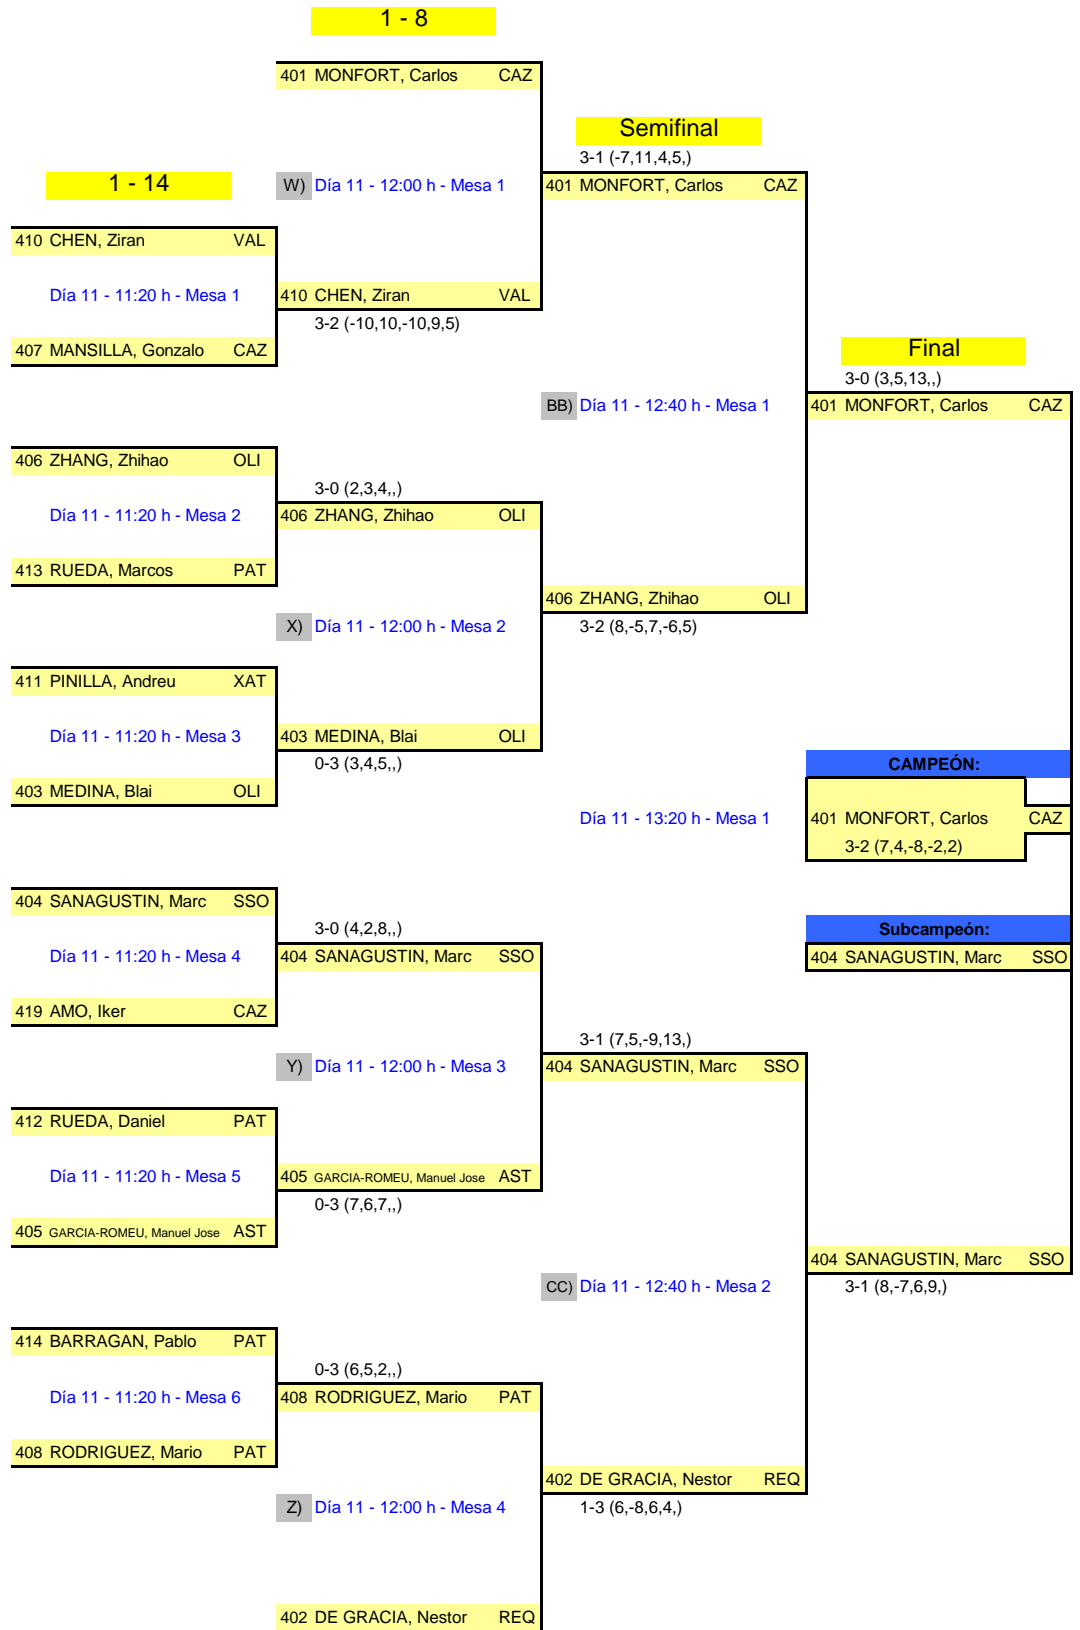 1 - 8
401 MONFORT, Carlos CAZ
Semifinal
3-1 (-7,11,4,5,)
1 - 14
W) Día 11 - 12:00 h - Mesa 1
401 MONFORT, Carlos CAZ
410 CHEN, Ziran VAL
Día 11 - 11:20 h - Mesa 1
410 CHEN, Ziran VAL
3-2 (-10,10,-10,9,5)
407 MANSILLA, Gonzalo CAZ
Final
3-0 (3,5,13,,)
BB) Día 11 - 12:40 h - Mesa 1
401 MONFORT, Carlos CAZ
406 ZHANG, Zhihao OLI
3-0 (2,3,4,,)
Día 11 - 11:20 h - Mesa 2
406 ZHANG, Zhihao OLI
413 RUEDA, Marcos PAT
406 ZHANG, Zhihao OLI
X) Día 11 - 12:00 h - Mesa 2
3-2 (8,-5,7,-6,5)
411 PINILLA, Andreu XAT
Día 11 - 11:20 h - Mesa 3
403 MEDINA, Blai OLI
0-3 (3,4,5,,)
CAMPEÓN:
403 MEDINA, Blai OLI
Día 11 - 13:20 h - Mesa 1
401 MONFORT, Carlos CAZ
3-2 (7,4,-8,-2,2)
404 SANAGUSTIN, Marc SSO
3-0 (4,2,8,,)
Subcampeón:
Día 11 - 11:20 h - Mesa 4
404 SANAGUSTIN, Marc SSO
404 SANAGUSTIN, Marc SSO
419 AMO, Iker CAZ
3-1 (7,5,-9,13,)
Y) Día 11 - 12:00 h - Mesa 3
404 SANAGUSTIN, Marc SSO
412 RUEDA, Daniel PAT
Día 11 - 11:20 h - Mesa 5
405 GARCIA-ROMEU, Manuel Jose AST
0-3 (7,6,7,,)
405 GARCIA-ROMEU, Manuel Jose AST
404 SANAGUSTIN, Marc SSO
CC) Día 11 - 12:40 h - Mesa 2
3-1 (8,-7,6,9,)
414 BARRAGAN, Pablo PAT
0-3 (6,5,2,,)
Día 11 - 11:20 h - Mesa 6
408 RODRIGUEZ, Mario PAT
408 RODRIGUEZ, Mario PAT
402 DE GRACIA, Nestor REQ
Z) Día 11 - 12:00 h - Mesa 4
1-3 (6,-8,6,4,)
402 DE GRACIA, Nestor REQ